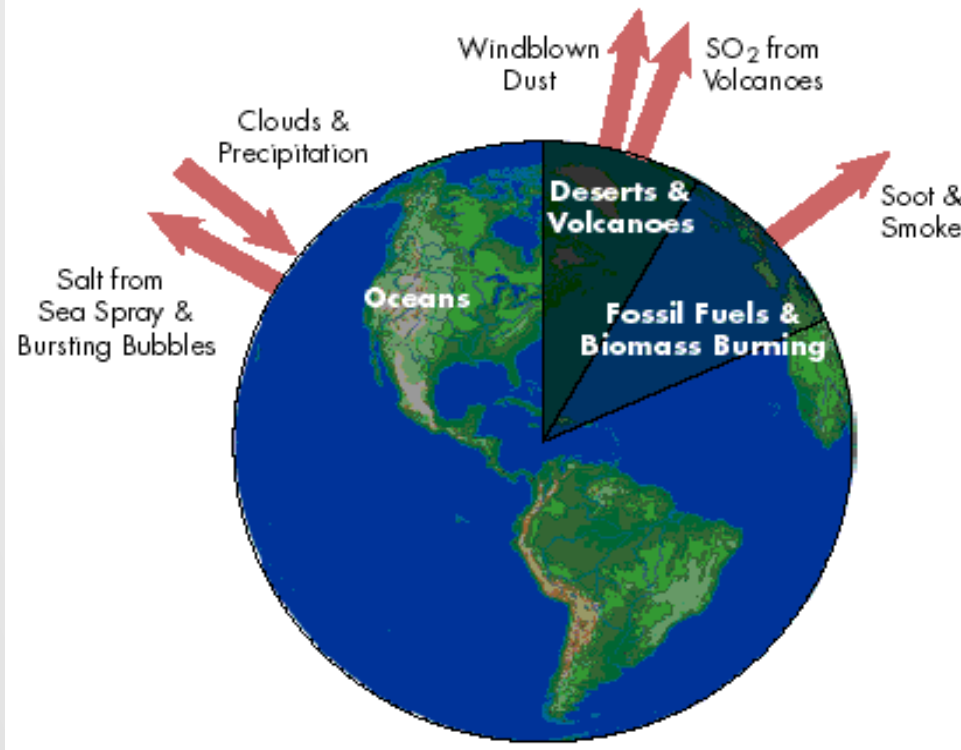 Windblown
Dust
SO₂ from
Volcanoes
Clouds &
Precipitation
Deserts &
Volcanoes
Soot &
Smoke
Salt from
Sea Spray &
Bursting Bubbles
Oceans
Fossil Fuels &
Biomass Burning